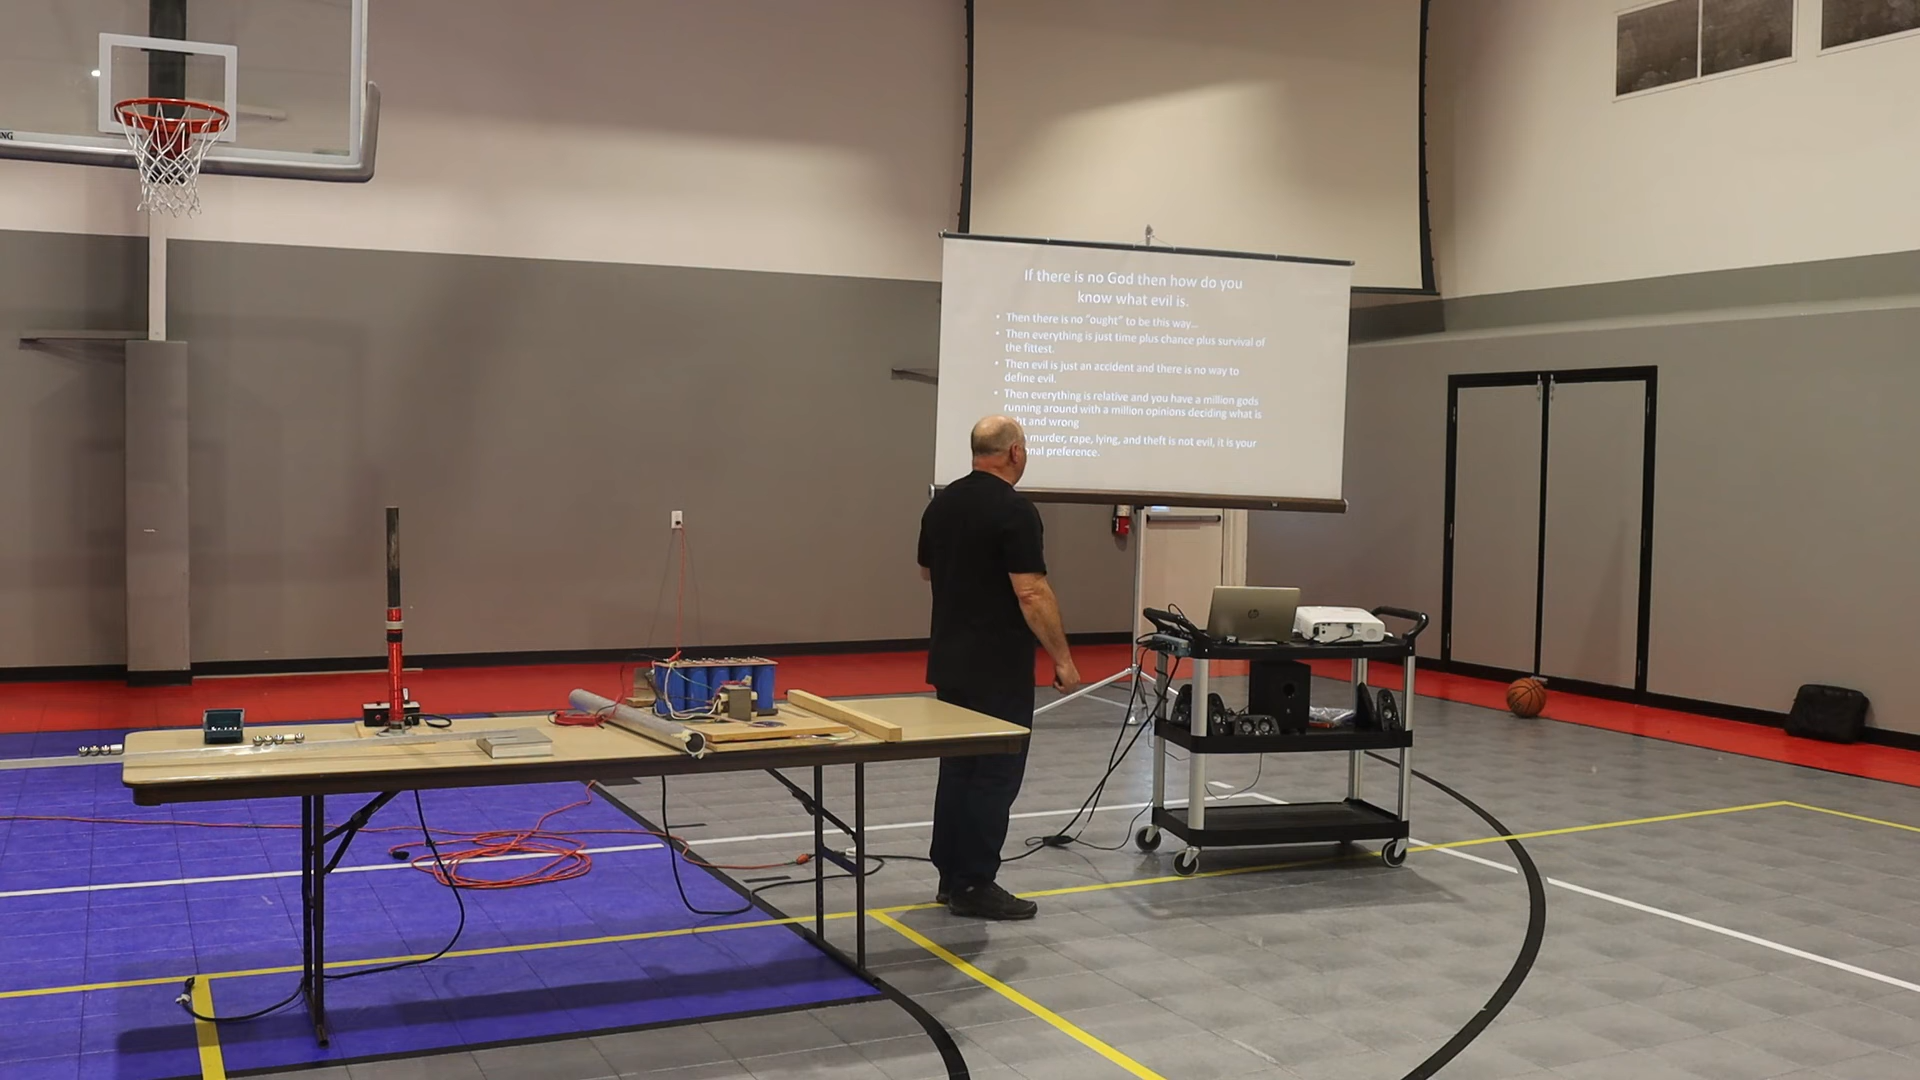 NG
If there is no God then how do you
know what evil is.
• Then there is no "ought" to be this way...
• Then everything is just time plus chance plus survival of
the fittest.
• Then evil is just an accident and there is no way to
define evil.
• Then everything is relative and you have a million gods
running around with a million opinions deciding what is
ht and wrong
murder, rape, lying, and theft is not evil, it is your
onal preference.
hp